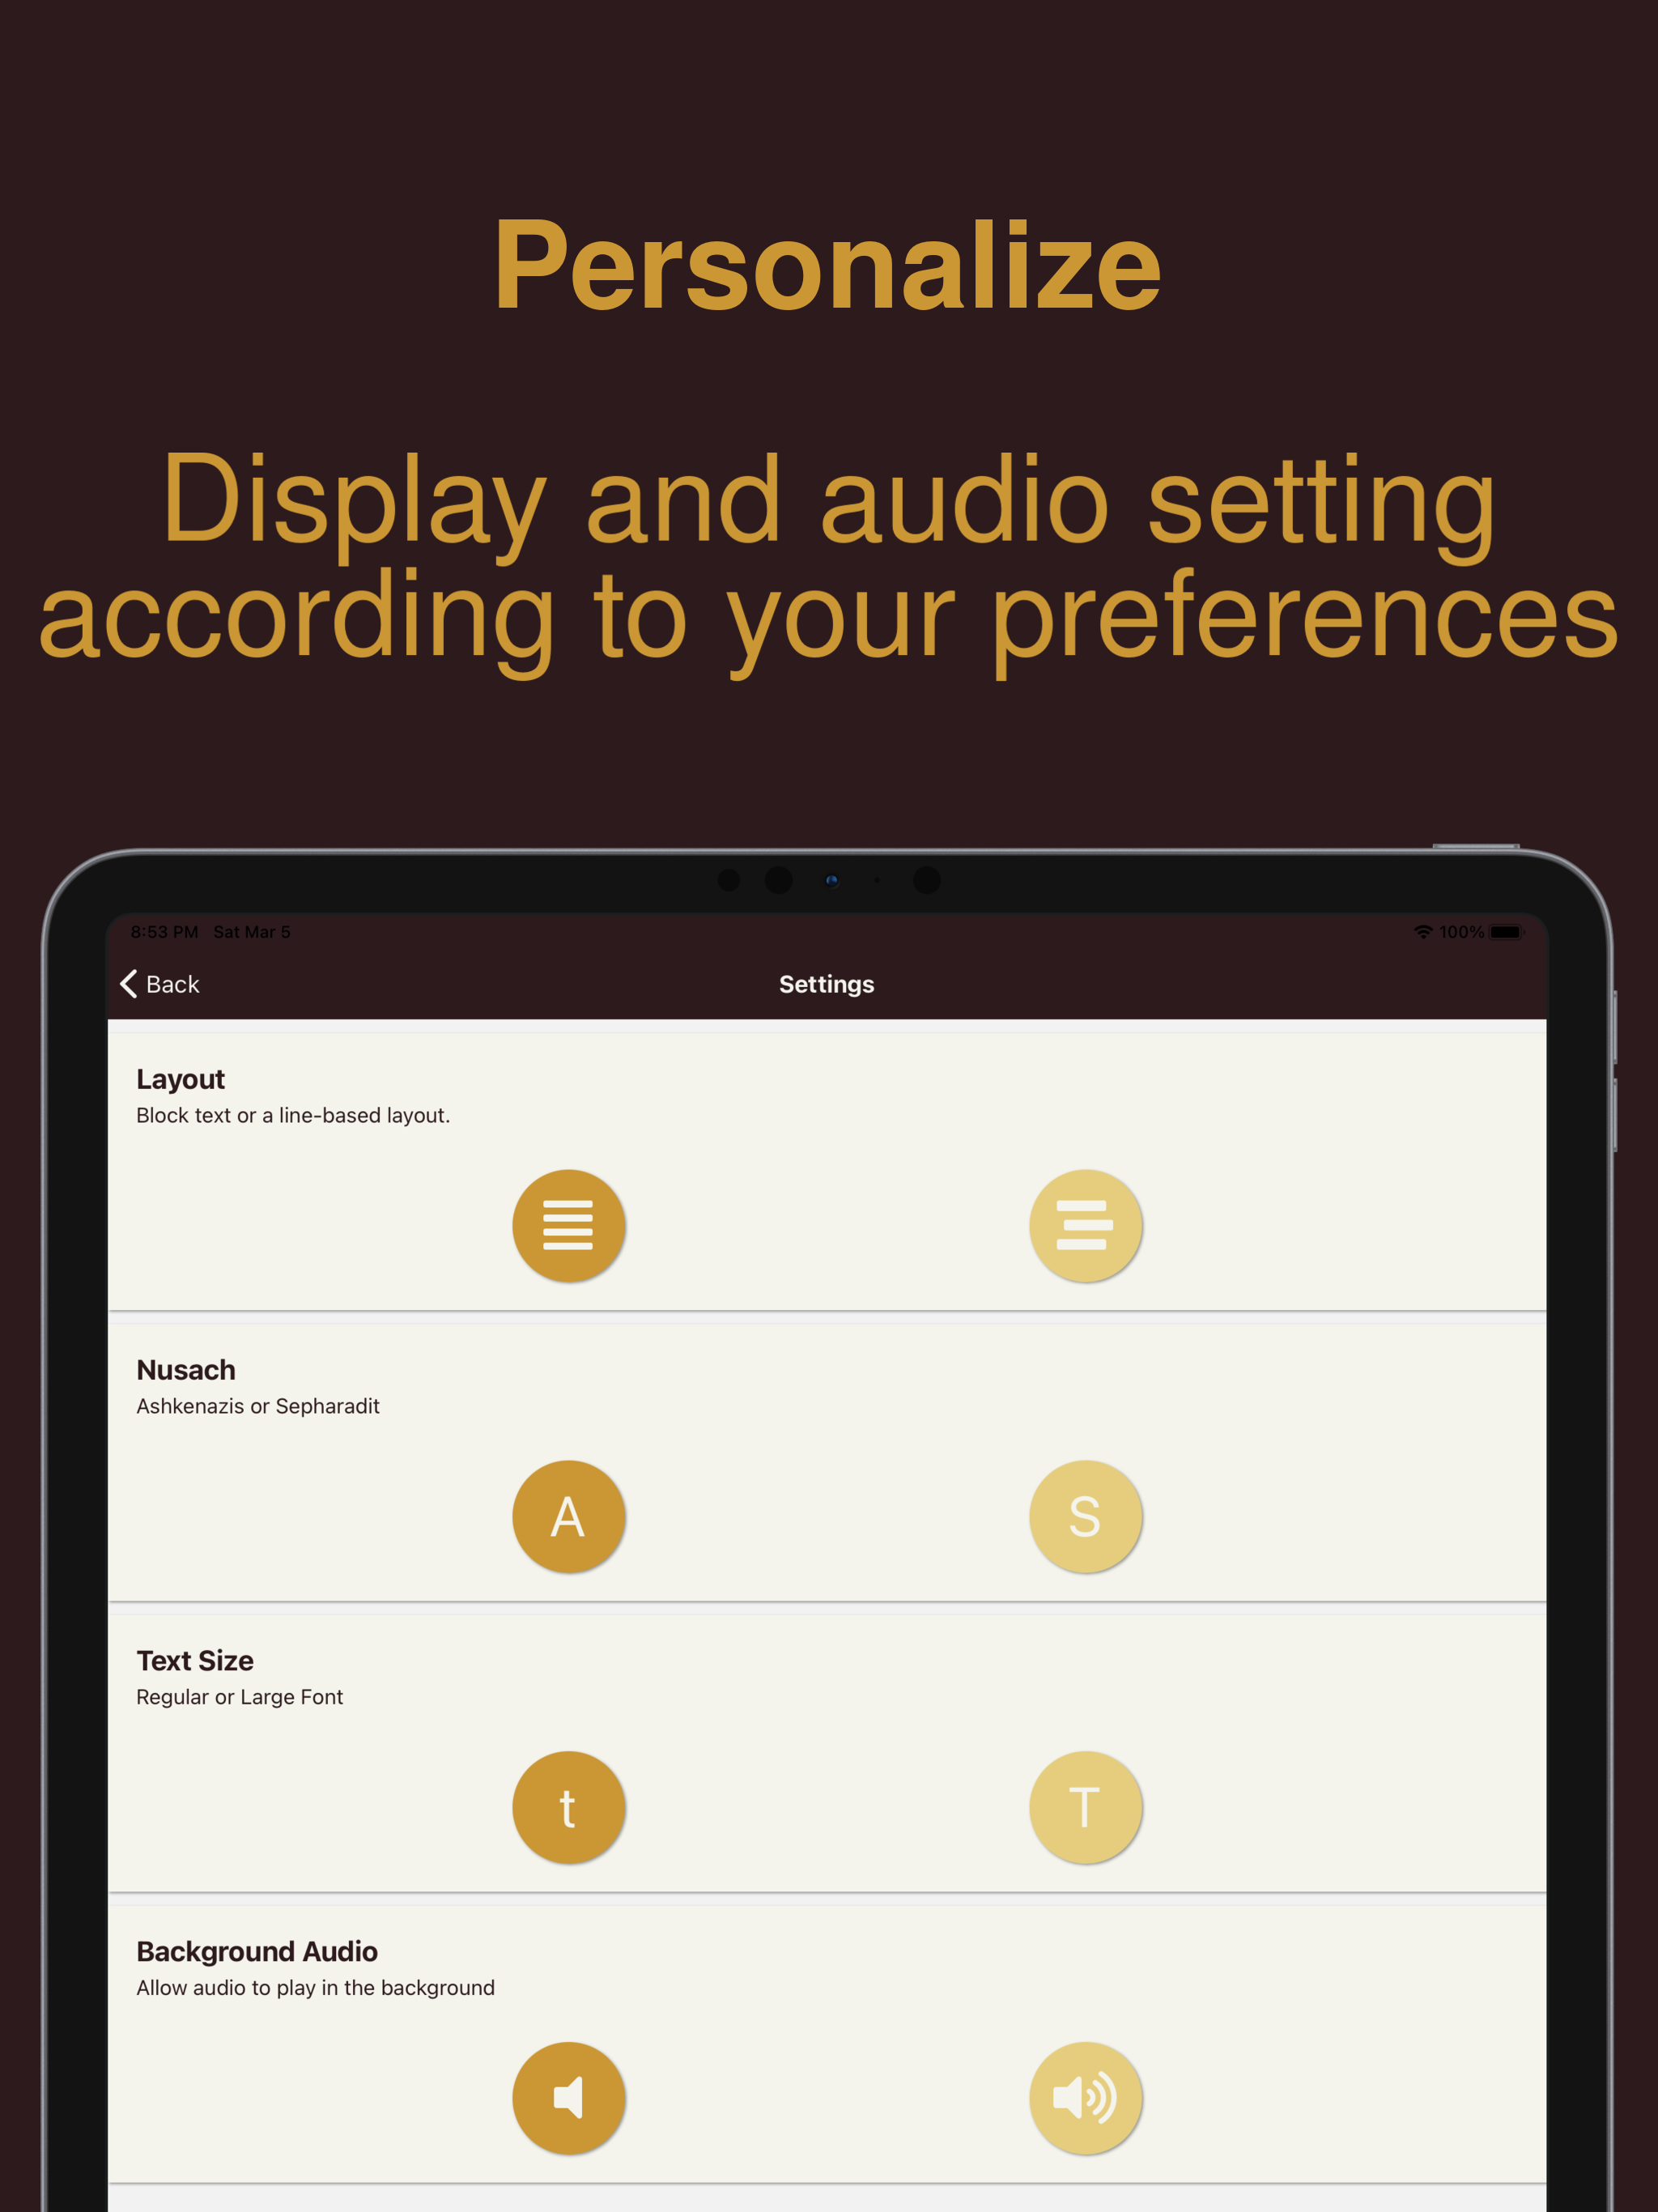 Personalize
Display and audio setting
according to your preferences
8:53 PM Sat Mar 5 100%
Back Settings
Layout
Block text or a line-based layout.
Nusach
Ashkenazis or Sepharadit
A S
Text Size
Regular or Large Font
t T
Background Audio
Allow audio to play in the background